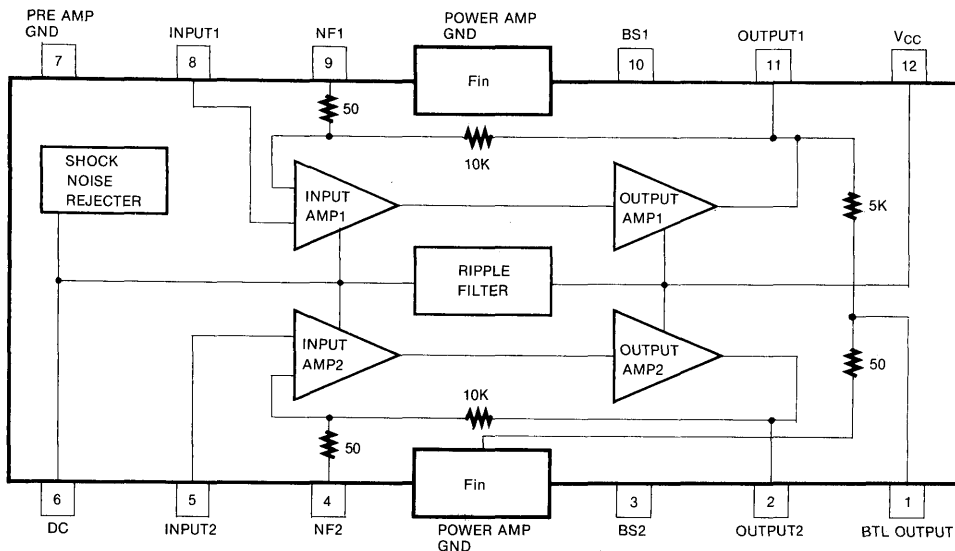 PRE AMP
GND
INPUT1
NF1
POWER AMP
GND
BS1
OUTPUT1
VCC
7
8
9
Fin
10
11
12
50
10K
SHOCK
NOISE
REJECTER
INPUT
AMP1
OUTPUT
AMP1
5K
RIPPLE
FILTER
INPUT
AMP2
OUTPUT
AMP2
50
10K
50
Fin
6
5
4
3
2
1
DC
INPUT2
NF2
POWER AMP
GND
BS2
OUTPUT2
BTL OUTPUT